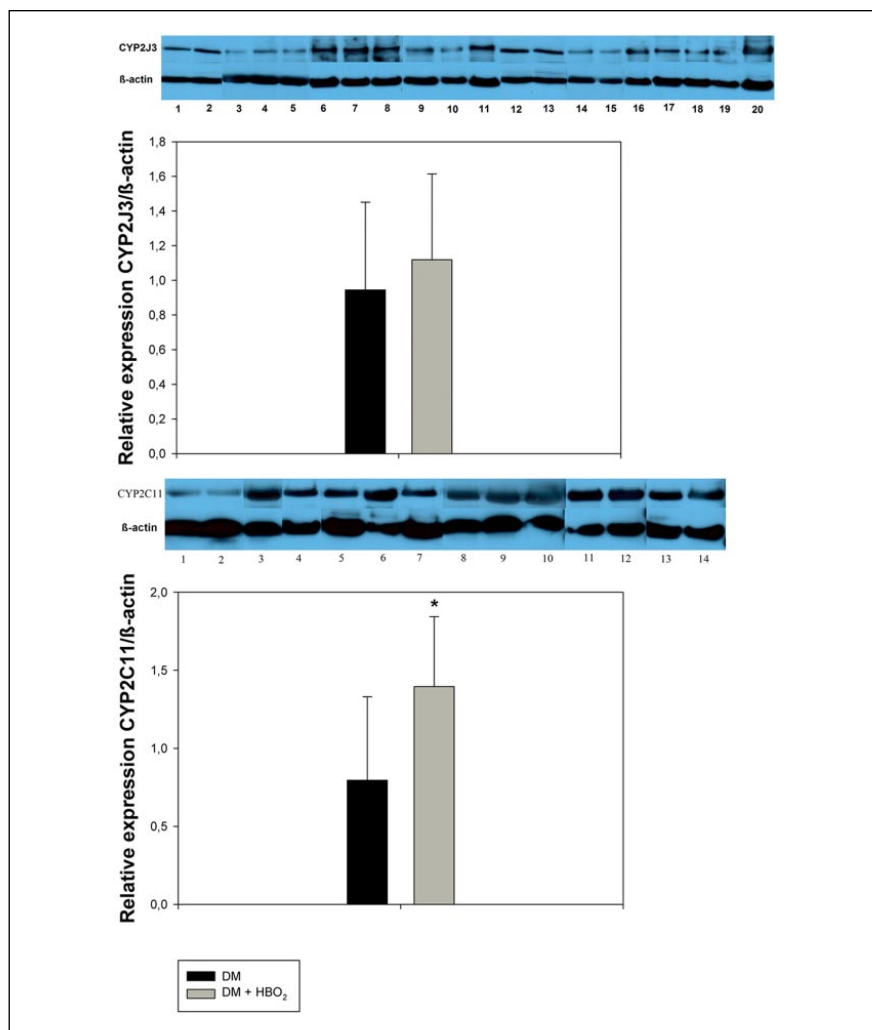 CYP2J3
ß-actin
1 2 3 4 5 6 7 8 9 10 11 12 13 14 15 16 17 18 19 20
Relative expression CYP2J3/ß-actin
1,8
1,6
1,4
1,2
1,0
0,8
0,6
0,4
0,2
0,0
CYP2C11
ß-actin
1 2 3 4 5 6 7 8 9 10 11 12 13 14
Relative expression CYP2C11/ß-actin
2,0
*
1,5
1,0
0,5
0,0
DM
DM + HBO₂